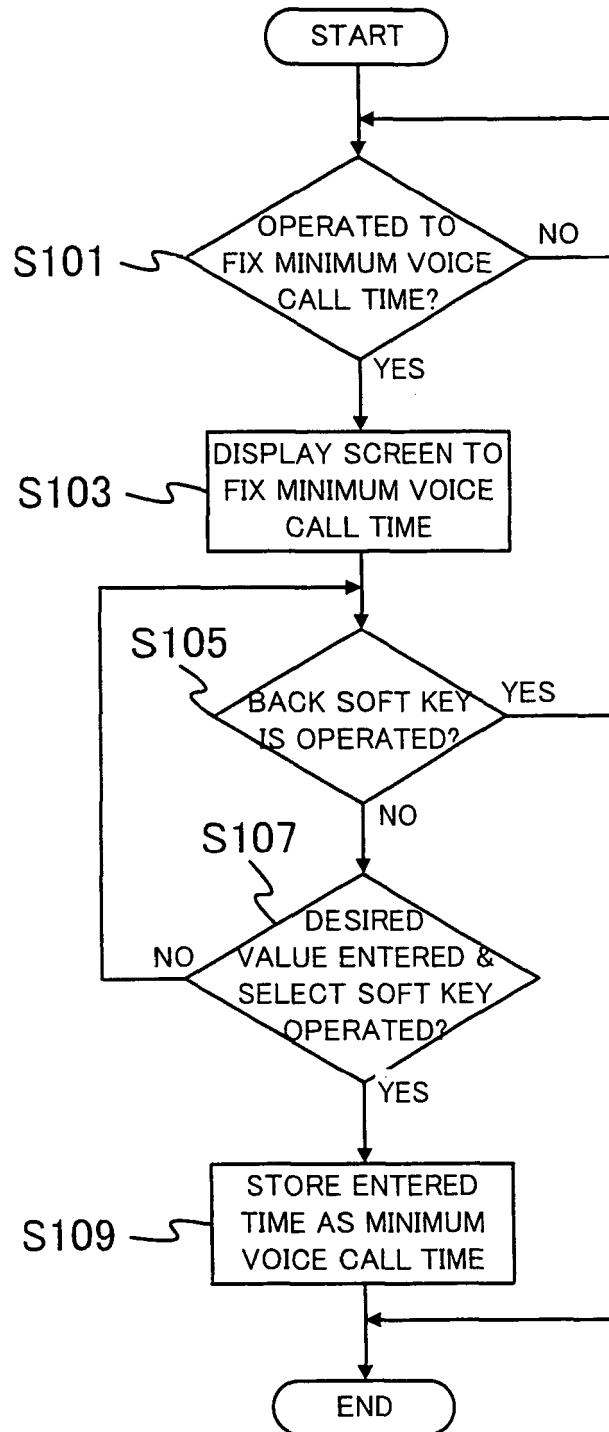 START
S101
OPERATED TO
FIX MINIMUM VOICE
CALL TIME?
NO
YES
S103
DISPLAY SCREEN TO
FIX MINIMUM VOICE
CALL TIME
S105
BACK SOFT KEY
IS OPERATED?
YES
NO
S107
DESIRED
VALUE ENTERED &
SELECT SOFT KEY
OPERATED?
NO
YES
S109
STORE ENTERED
TIME AS MINIMUM
VOICE CALL TIME
END